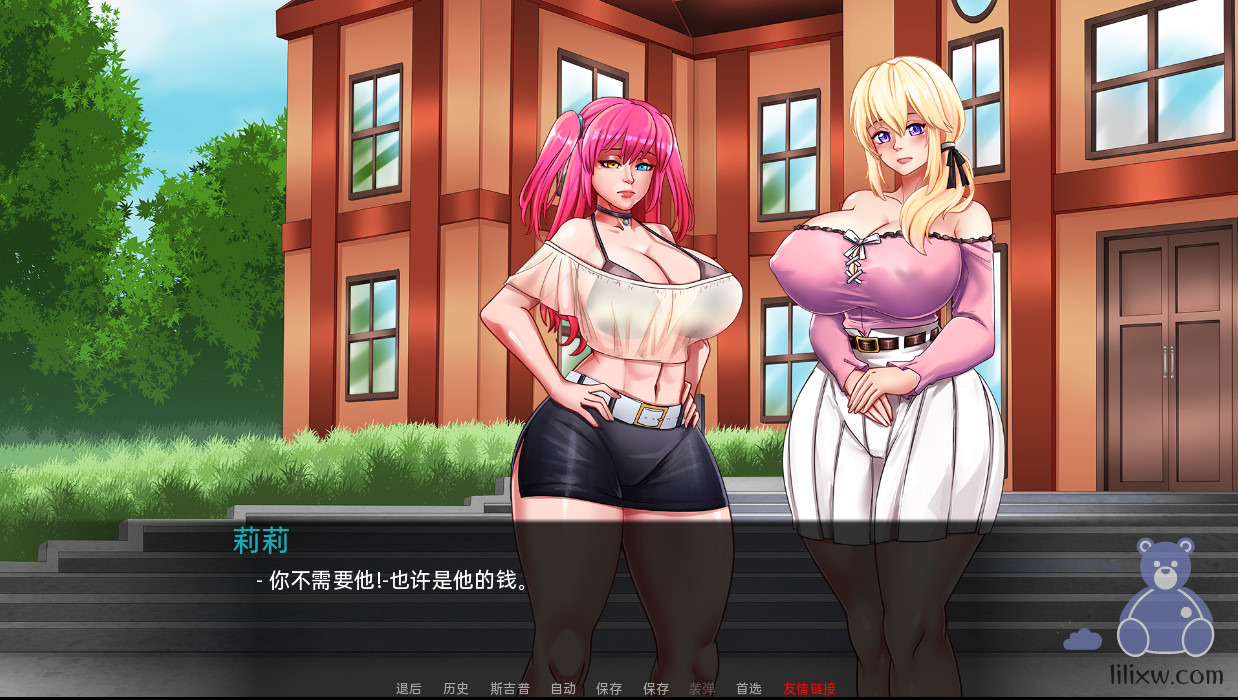 莉莉
- 你不需要他!-也许是他的钱。
退后 历史 斯吉普 自动 保存 保存 装弹 首选 友情链接
lilixw.com